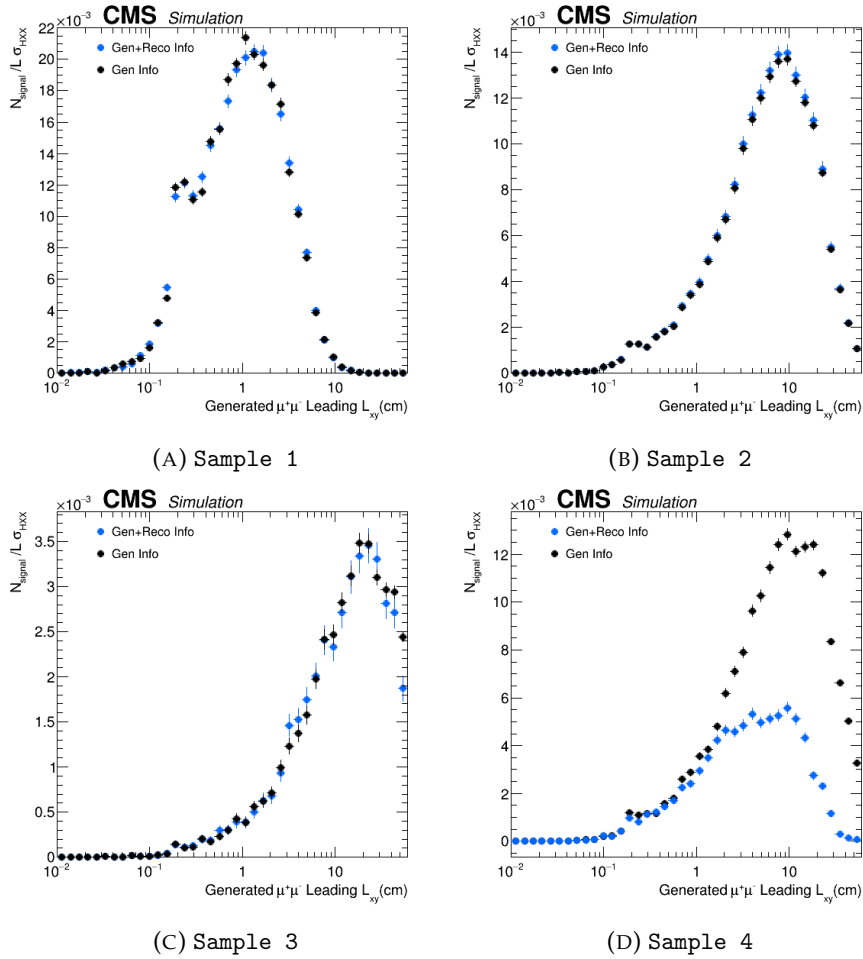 CMS Simulation
×10⁻³
N_signal/L σ_HXX
Gen+Reco Info
Gen Info
22
20
18
16
14
12
10
8
6
4
2
0
10⁻² 10⁻¹ 1 10
Generated μ⁺μ⁻ Leading L_xy(cm)
(A) Sample 1
CMS Simulation
×10⁻³
N_signal/L σ_HXX
Gen+Reco Info
Gen Info
14
12
10
8
6
4
2
0
10⁻² 10⁻¹ 1 10
Generated μ⁺μ⁻ Leading L_xy(cm)
(B) Sample 2
CMS Simulation
×10⁻³
N_signal/L σ_HXX
Gen+Reco Info
Gen Info
3.5
3
2.5
2
1.5
1
0.5
0
10⁻² 10⁻¹ 1 10
Generated μ⁺μ⁻ Leading L_xy(cm)
(C) Sample 3
CMS Simulation
×10⁻³
N_signal/L σ_HXX
Gen+Reco Info
Gen Info
12
10
8
6
4
2
0
10⁻² 10⁻¹ 1 10
Generated μ⁺μ⁻ Leading L_xy(cm)
(D) Sample 4